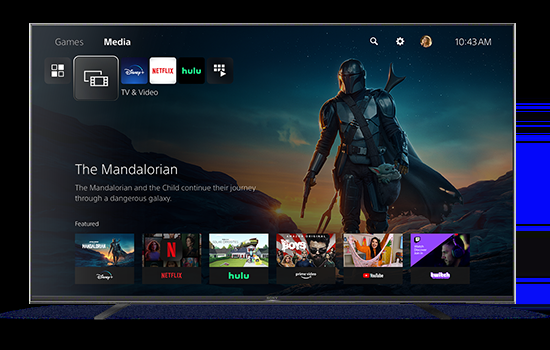 Games Media 10:43 AM
Disney+ NETFLIX hulu
TV & Video
The Mandalorian
The Mandalorian and the Child continue their journey
through a dangerous galaxy.
Featured
MANDALORIAN
N
THE BOYS
Disney+ NETFLIX hulu prime video YouTube twitch